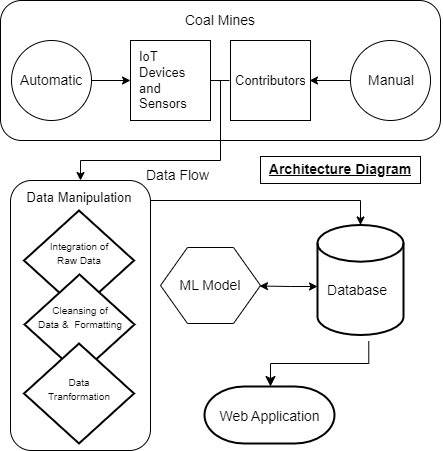 Coal Mines
Automatic
IoT
Devices
and
Sensors
Contributors
Manual
Data Flow
Architecture Diagram
Data Manipulation
Integration of
Raw Data
Cleansing of
Data & Formatting
Data
Tranformation
ML Model
Database
Web Application